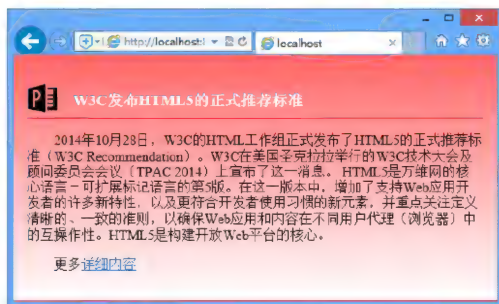 http://localhost:
localhost
W3C发布HTML5的正式推荐标准
2014年10月28日，W3C的HTML工作组正式发布了HTML5的正式推荐标
准（W3C Recommendation）。W3C在美国圣克拉拉举行的W3C技术大会及
顾问委员会会议（TPAC 2014）上宣布了这一消息。 HTML5是万维网的核
心语言－可扩展标记语言的第5版。在这一版本中，增加了支持Web应用开
发者的许多新特性，以及更符合开发者使用习惯的新元素，并重点关注定义
清晰的、一致的准则，以确保Web应用和内容在不同用户代理（浏览器）中
的互操作性。HTML5是构建开放Web平台的核心。
更多详细内容